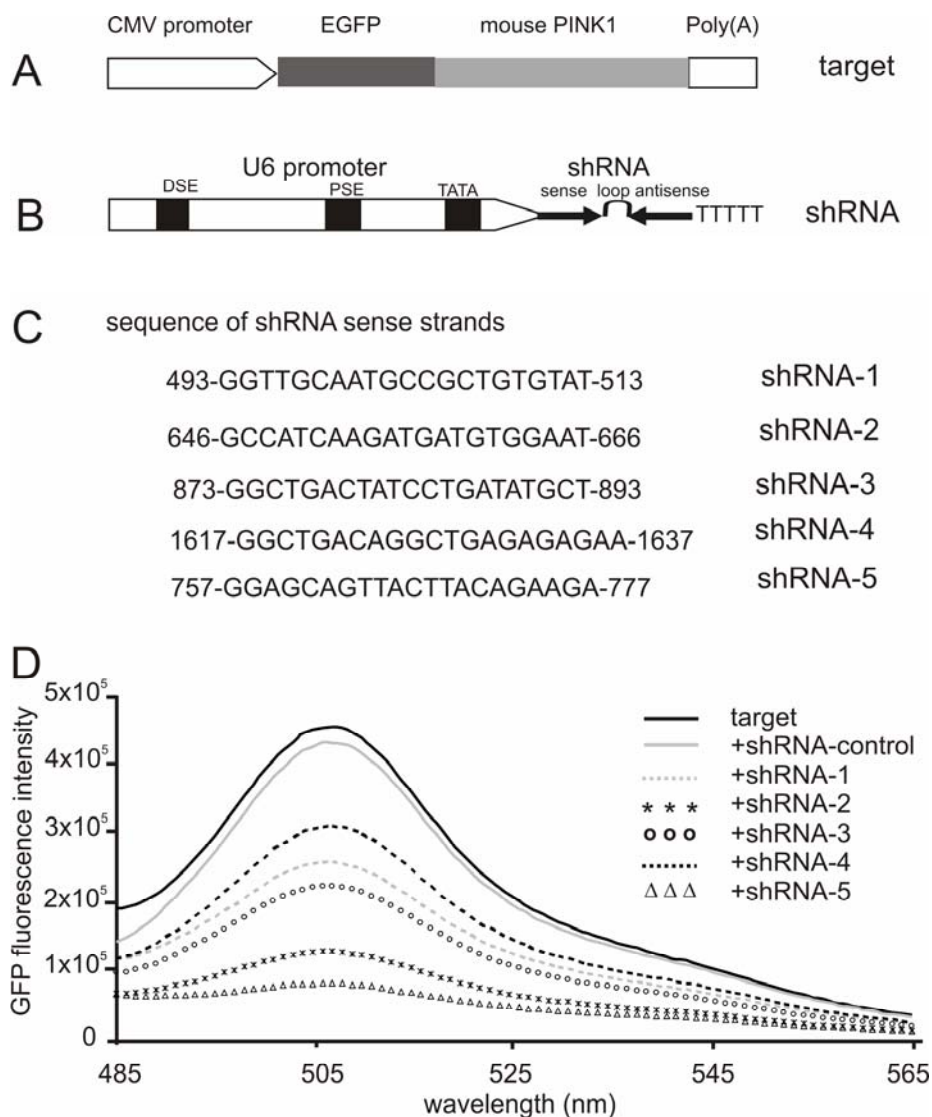 CMV promoter EGFP mouse PINK1 Poly(A)
A target
U6 promoter shRNA
DSE PSE TATA sense loop antisense
B TTTTT shRNA
C sequence of shRNA sense strands
493-GGTTGCAATGCCGCTGTGTAT-513 shRNA-1
646-GCCATCAAGATGATGTGGAAT-666 shRNA-2
873-GGCTGACTATCCTGATATGCT-893 shRNA-3
1617-GGCTGACAGGCTGAGAGAGAA-1637 shRNA-4
757-GGAGCAGTTACTTACAGAAGA-777 shRNA-5
D
GFP fluorescence intensity
5x10⁵
4x10⁵
3x10⁵
2x10⁵
1x10⁵
0
target
+shRNA-control
+shRNA-1
+shRNA-2
+shRNA-3
+shRNA-4
+shRNA-5
485 505 525 545 565
wavelength (nm)